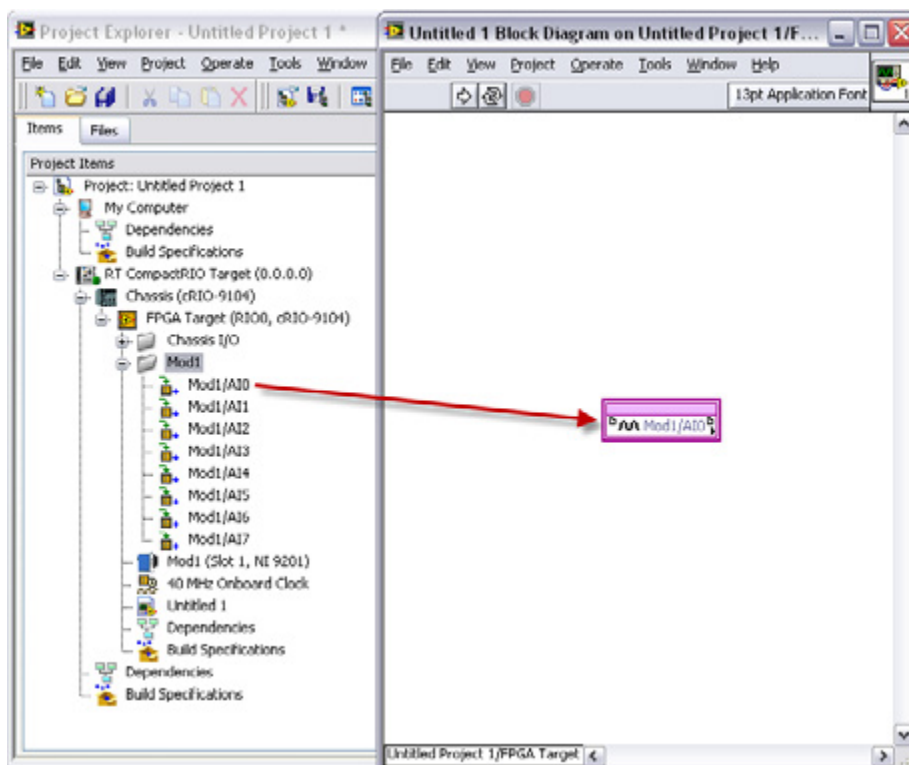 Project Explorer - Untitled Project 1 *
File Edit View Project Operate Tools Window
Items Files
Project Items
Project: Untitled Project 1
My Computer
Dependencies
Build Specifications
RT CompactRIO Target (0.0.0.0)
Chassis (cRIO-9104)
FPGA Target (RIO0, cRIO-9104)
Chassis I/O
Mod1
Mod1/AI0
Mod1/AI1
Mod1/AI2
Mod1/AI3
Mod1/AI4
Mod1/AI5
Mod1/AI6
Mod1/AI7
Mod1 (Slot 1, NI 9201)
40 MHz Onboard Clock
Untitled 1
Dependencies
Build Specifications
Dependencies
Build Specifications
Untitled 1 Block Diagram on Untitled Project 1/F...
File Edit View Project Operate Tools Window Help
13pt Application Font
Mod1/AI0
Untitled Project 1/FPGA Target